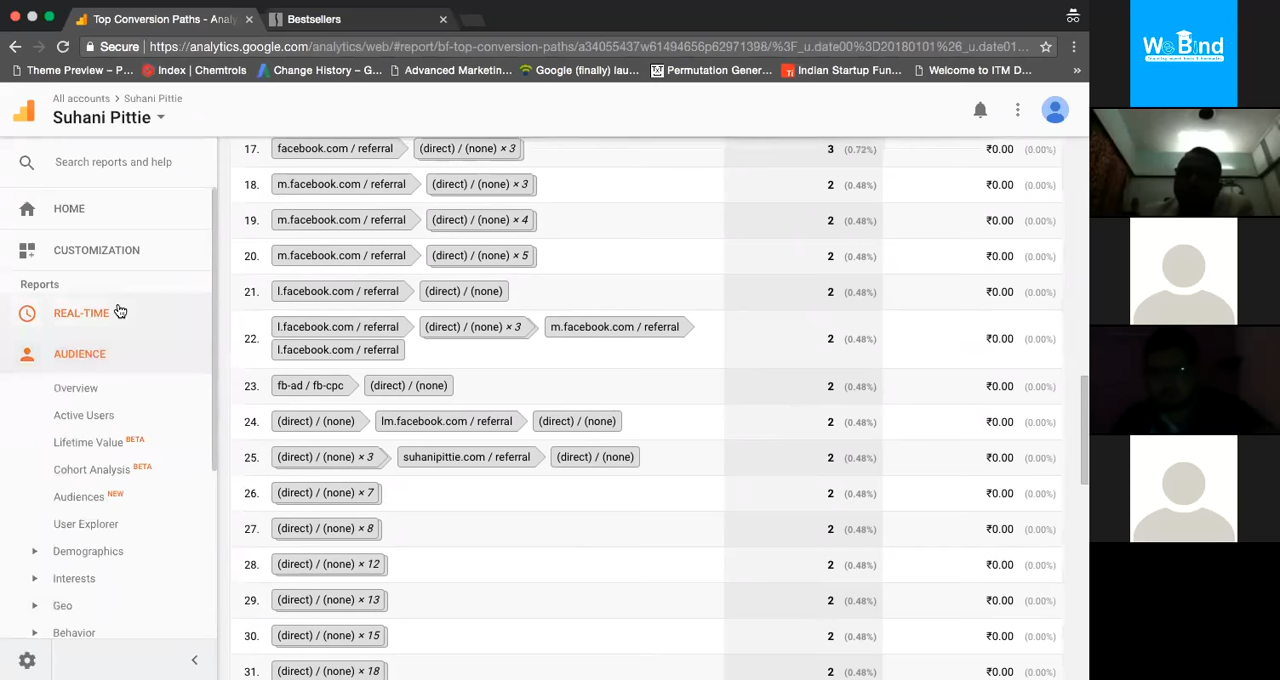 Top Conversion Paths - Analy
Bestsellers
Secure
https://analytics.google.com/analytics/web/#report/bf-top-conversion-paths/a34055437w61494656p62971398/%3F_u.date00%3D20180101%26_u.date01...
Theme Preview – P...
Index | Chemtrols
Change History – G...
Advanced Marketin...
Google (finally) lau...
Permutation Gener...
Indian Startup Fun...
Welcome to ITM D...
»
All accounts > Suhani Pittie
Suhani Pittie
Search reports and help
HOME
CUSTOMIZATION
Reports
REAL-TIME
AUDIENCE
Overview
Active Users
Lifetime Value BETA
Cohort Analysis BETA
Audiences NEW
User Explorer
Demographics
Interests
Geo
Behavior
17. facebook.com / referral (direct) / (none) × 3 3 (0.72%) ₹0.00 (0.00%)
18. m.facebook.com / referral (direct) / (none) × 3 2 (0.48%) ₹0.00 (0.00%)
19. m.facebook.com / referral (direct) / (none) × 4 2 (0.48%) ₹0.00 (0.00%)
20. m.facebook.com / referral (direct) / (none) × 5 2 (0.48%) ₹0.00 (0.00%)
21. l.facebook.com / referral (direct) / (none) 2 (0.48%) ₹0.00 (0.00%)
22. l.facebook.com / referral (direct) / (none) × 3 m.facebook.com / referral 2 (0.48%) ₹0.00 (0.00%)
l.facebook.com / referral
23. fb-ad / fb-cpc (direct) / (none) 2 (0.48%) ₹0.00 (0.00%)
24. (direct) / (none) lm.facebook.com / referral (direct) / (none) 2 (0.48%) ₹0.00 (0.00%)
25. (direct) / (none) × 3 suhanipittie.com / referral (direct) / (none) 2 (0.48%) ₹0.00 (0.00%)
26. (direct) / (none) × 7 2 (0.48%) ₹0.00 (0.00%)
27. (direct) / (none) × 8 2 (0.48%) ₹0.00 (0.00%)
28. (direct) / (none) × 12 2 (0.48%) ₹0.00 (0.00%)
29. (direct) / (none) × 13 2 (0.48%) ₹0.00 (0.00%)
30. (direct) / (none) × 15 2 (0.48%) ₹0.00 (0.00%)
31. (direct) / (none) × 18 2 (0.48%) ₹0.00 (0.00%)